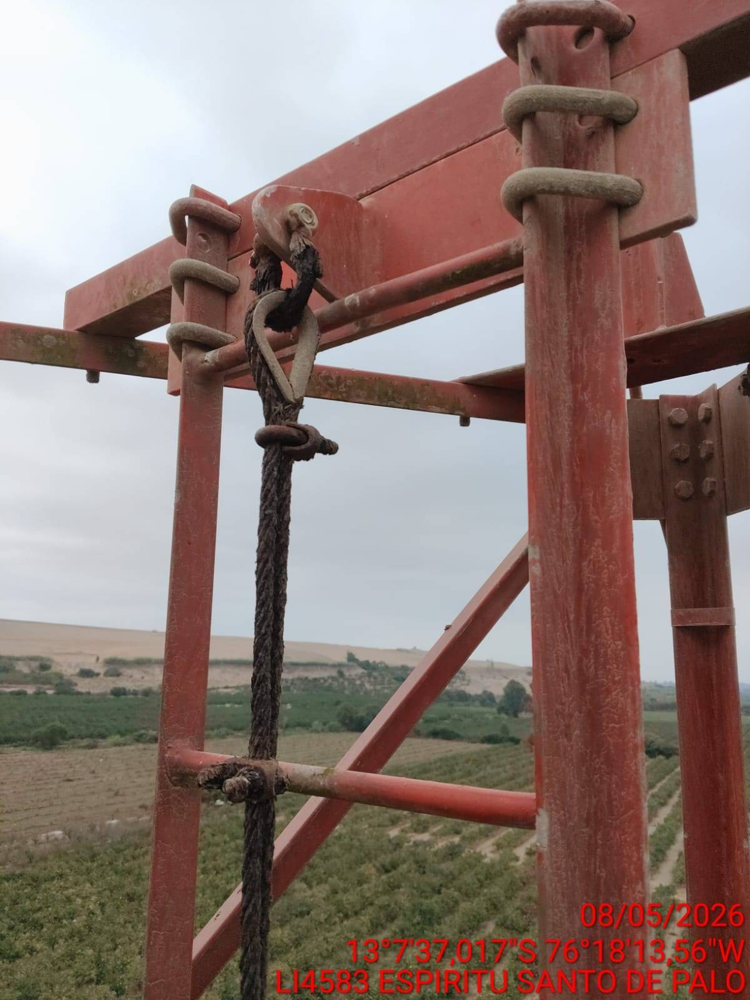 08/05/2026
13°7'37,017"S 76°18'13,56"W
LI4583 ESPIRITU SANTO DE PALO